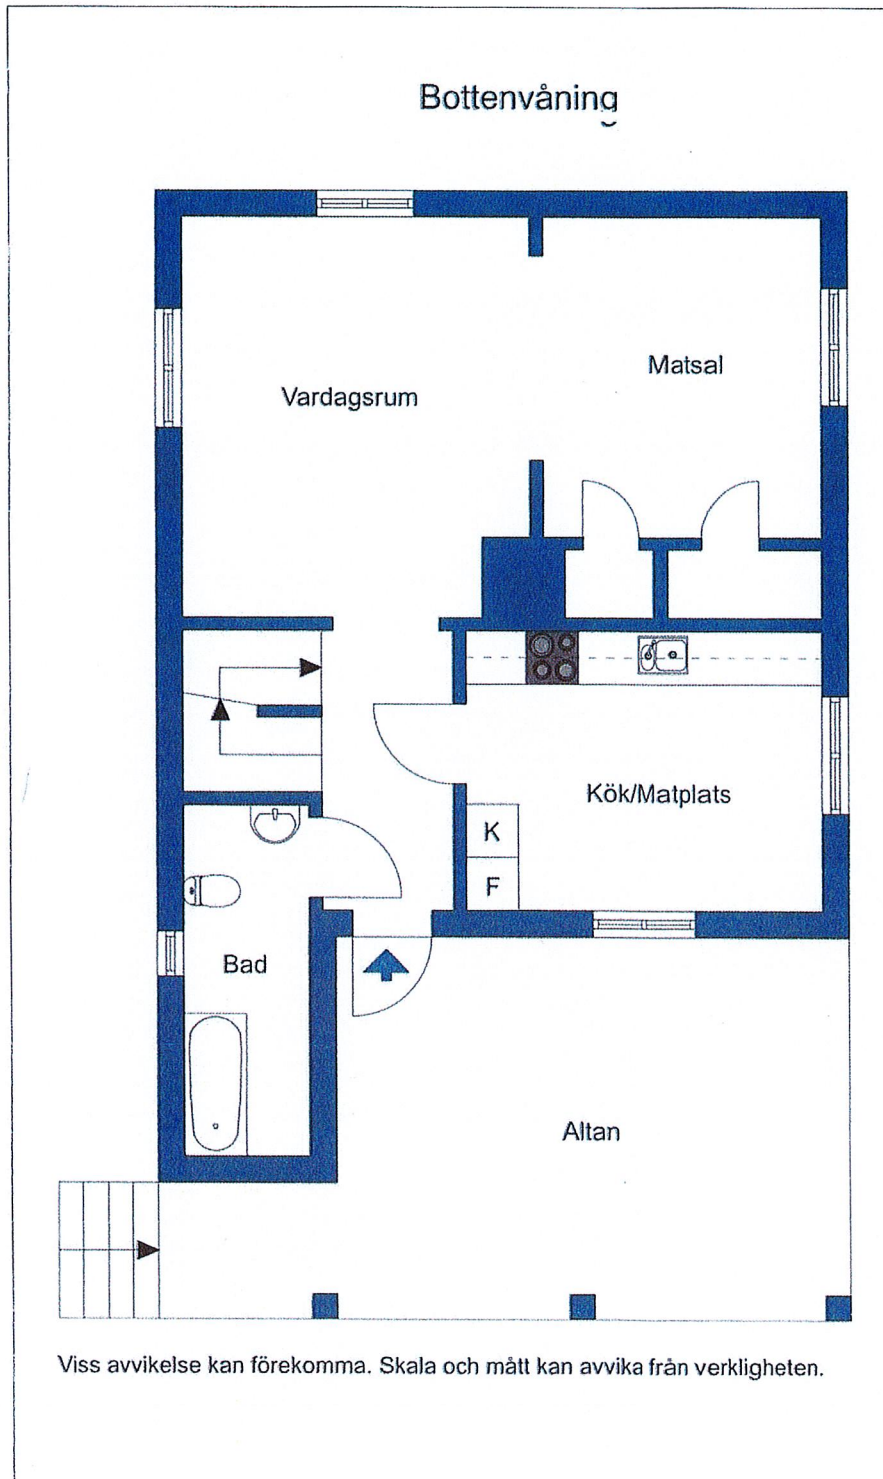 Bottenvåning
Matsal
Vardagsrum
Kök/Matplats
K
F
Bad
Altan
Viss avvikelse kan förekomma. Skala och mått kan avvika från verkligheten.